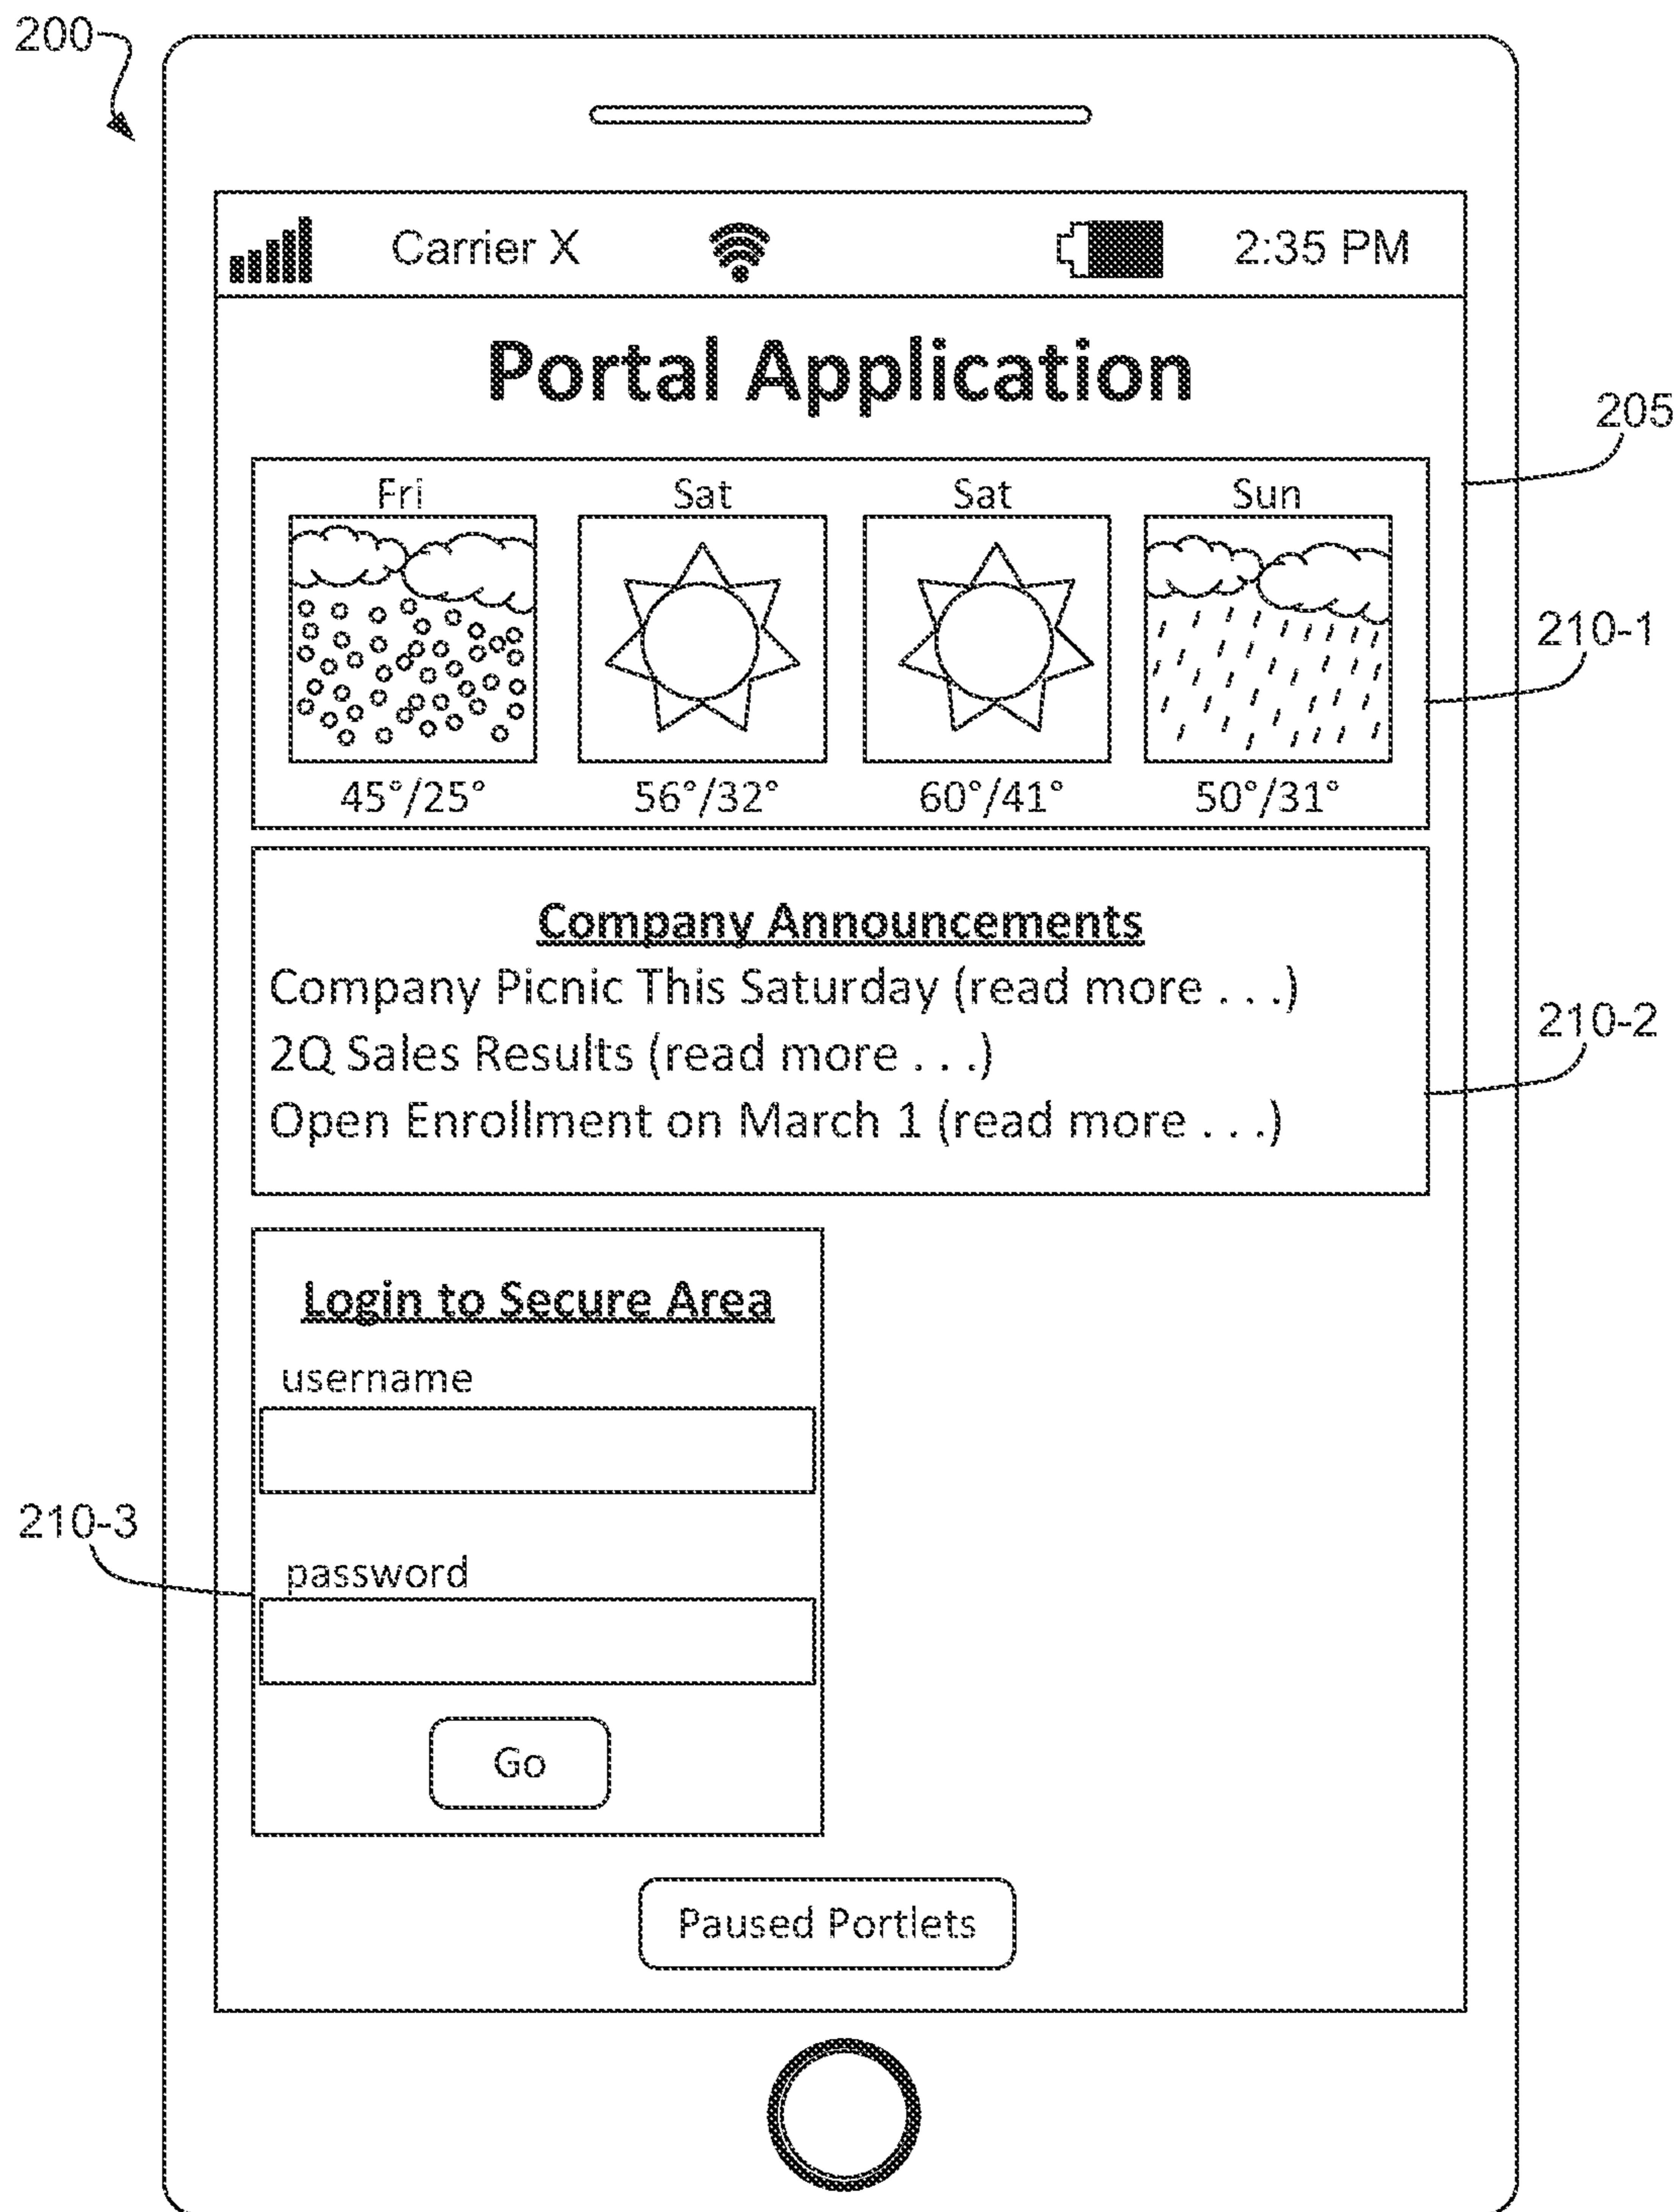 200
Carrier X 2:35 PM
Portal Application
205
Fri Sat Sat Sun
210-1
45°/25° 56°/32° 60°/41° 50°/31°
Company Announcements
Company Picnic This Saturday (read more . . .)
210-2
2Q Sales Results (read more . . .)
Open Enrollment on March 1 (read more . . .)
Login to Secure Area
username
210-3
password
Go
Paused Portlets